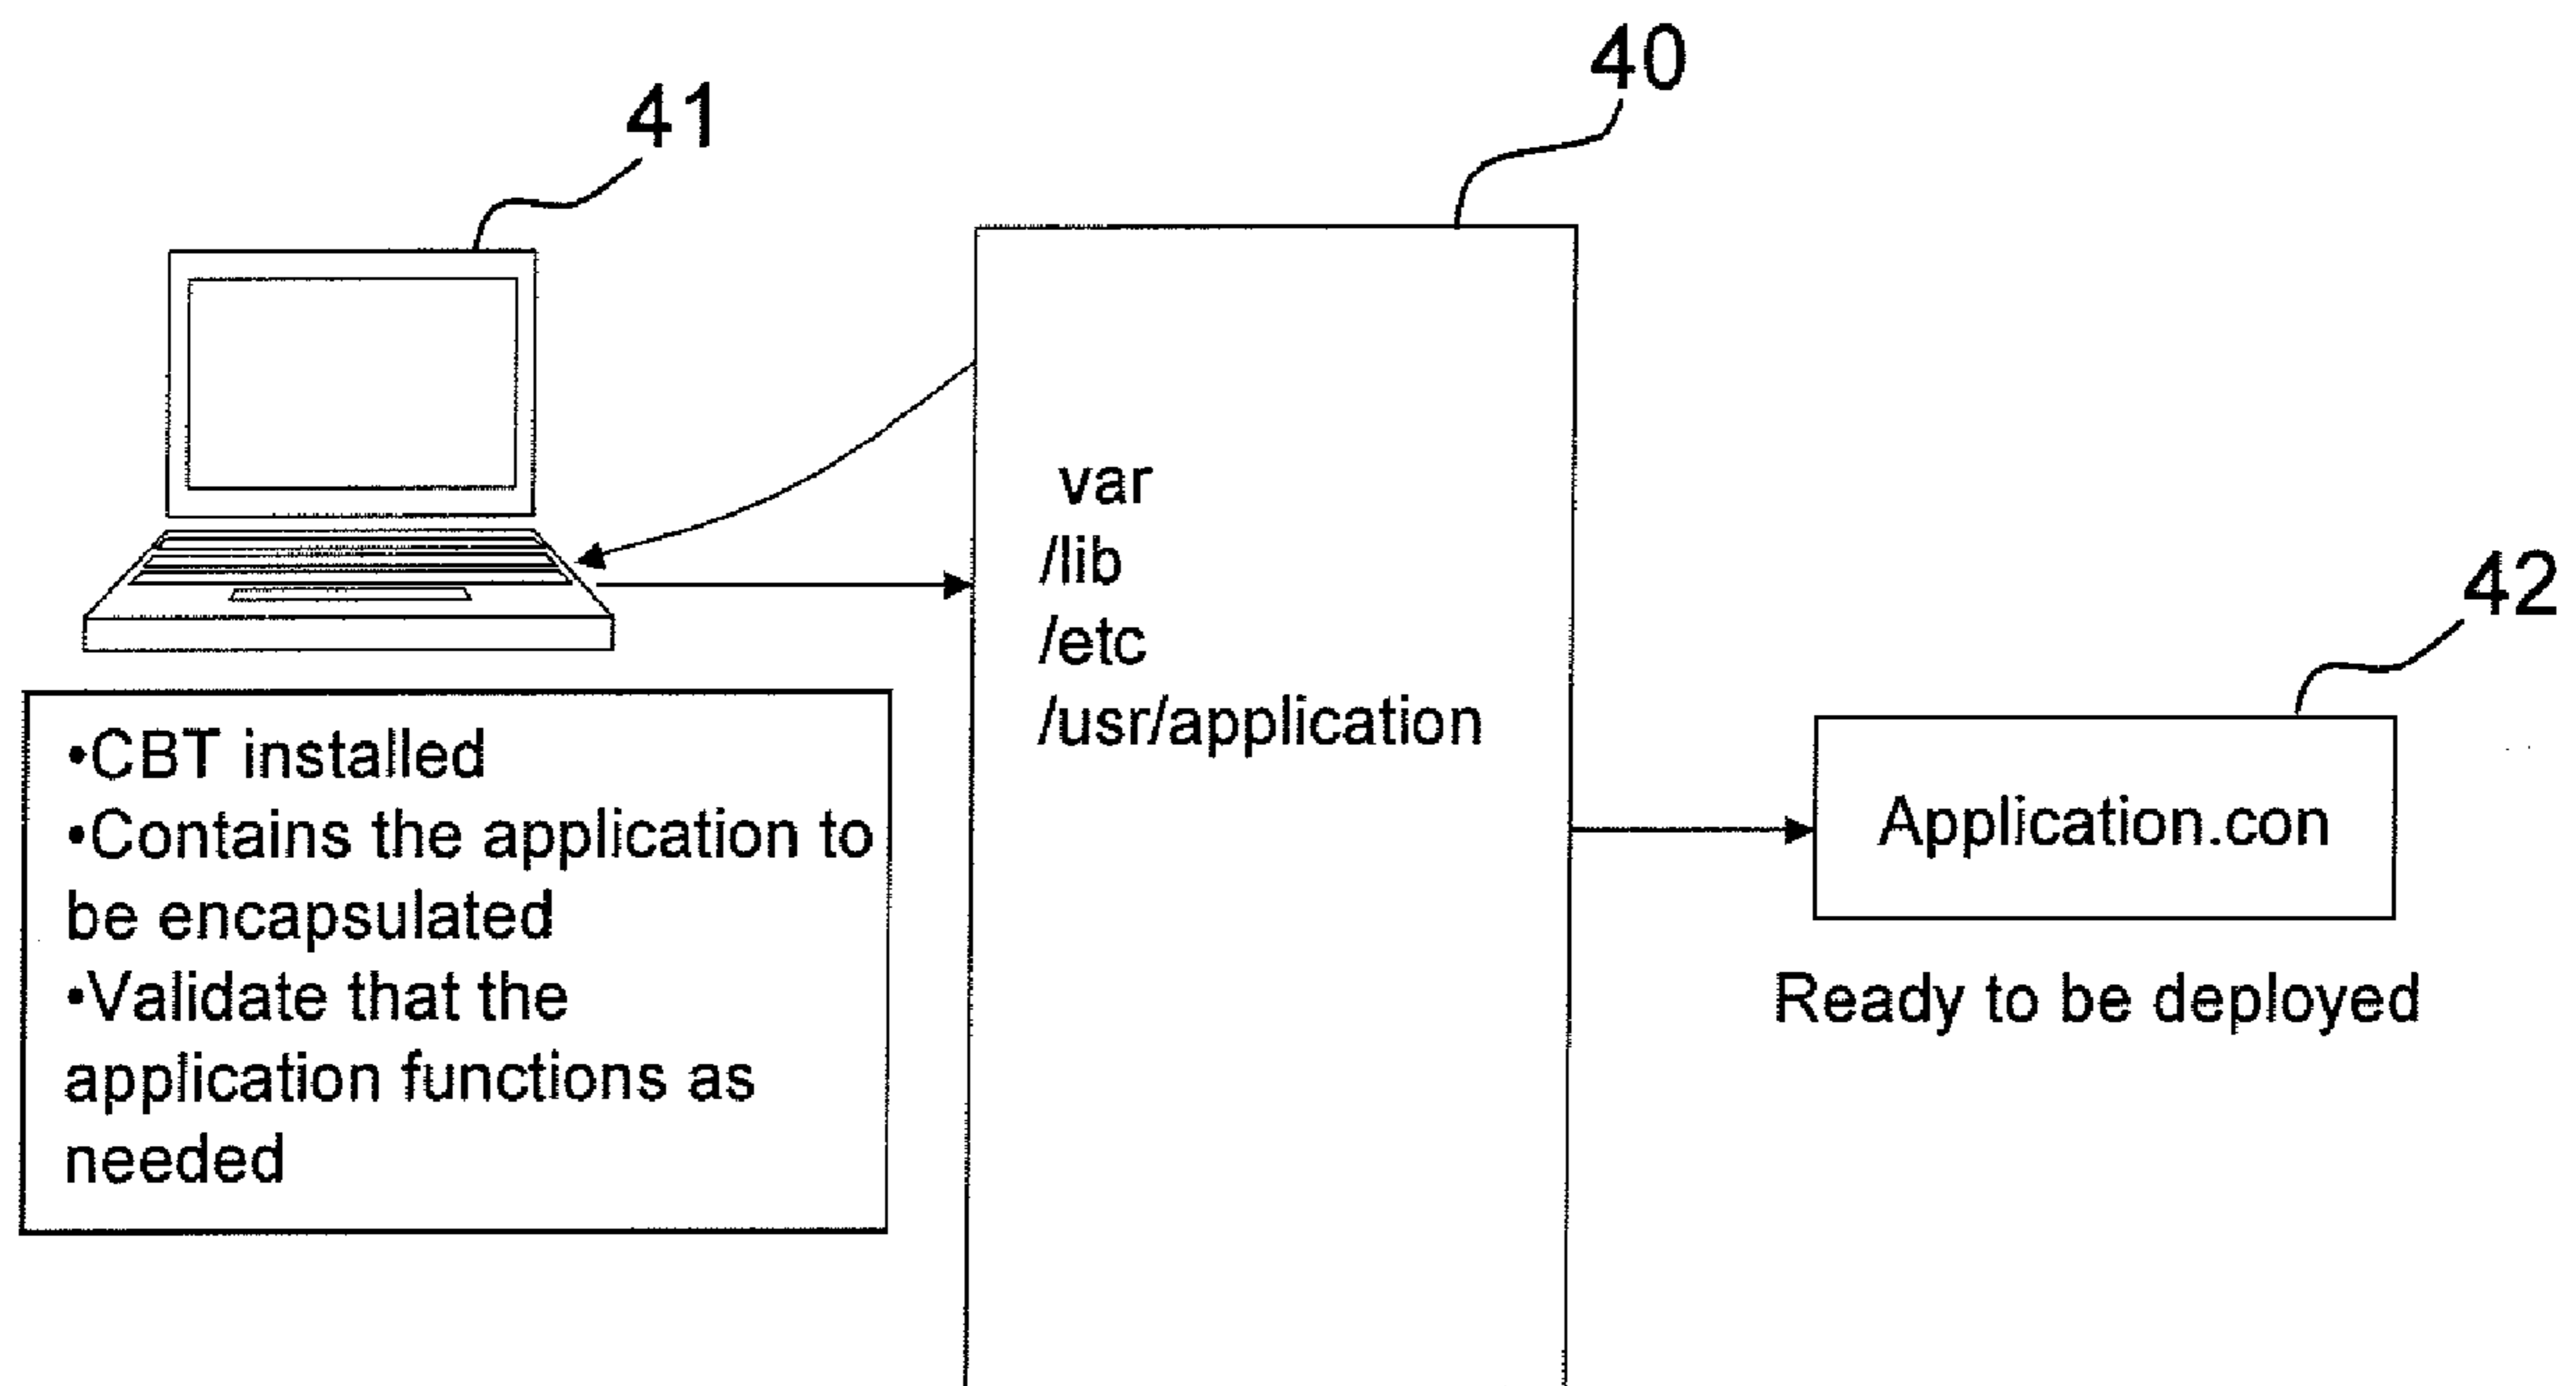 40
41
var
/lib
/etc
/usr/application
42
•CBT installed
•Contains the application to
be encapsulated
•Validate that the
application functions as
needed
Application.con
Ready to be deployed